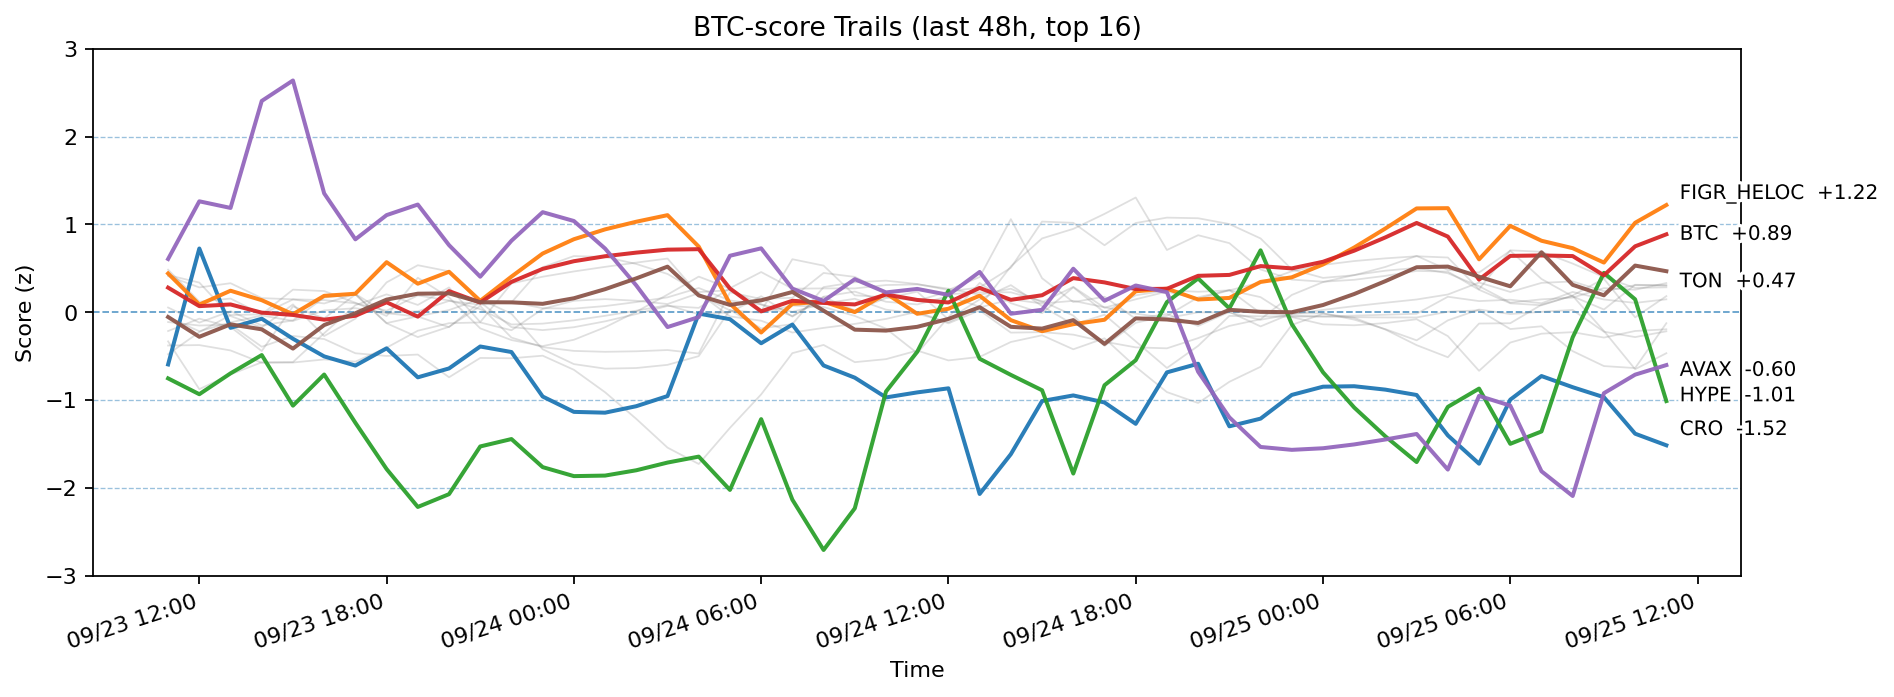 BTC-score Trails (last 48h, top 16)
Score (z)
3
2
1
0
−1
−2
−3
FIGR_HELOC +1.22
BTC +0.89
TON +0.47
AVAX -0.60
HYPE -1.01
CRO -1.52
09/23 12:00
09/23 18:00
09/24 00:00
09/24 06:00
09/24 12:00
09/24 18:00
09/25 00:00
09/25 06:00
09/25 12:00
Time